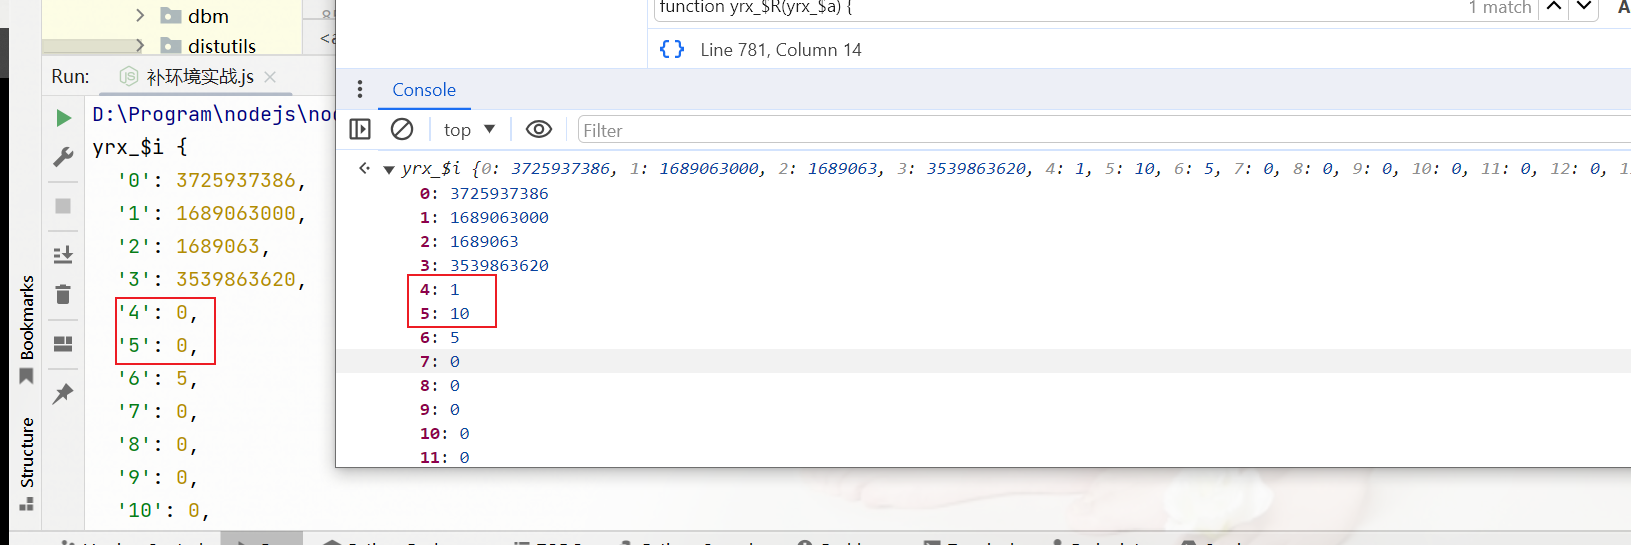 dbm
distutils
<a
function yrx_$R(yrx_$a) {
1 match
A
Line 781, Column 14
Run:
补环境实战.js
Console
D:\Program\nodejs\no
top
Filter
yrx_$i {
'0': 3725937386,
'1': 1689063000,
'2': 1689063,
'3': 3539863620,
'4': 0,
'5': 0,
'6': 5,
'7': 0,
'8': 0,
'9': 0,
'10': 0,
yrx_$i {0: 3725937386, 1: 1689063000, 2: 1689063, 3: 3539863620, 4: 1, 5: 10, 6: 5, 7: 0, 8: 0, 9: 0, 10: 0, 11: 0, 12: 0, 1
0: 3725937386
1: 1689063000
2: 1689063
3: 3539863620
4: 1
5: 10
6: 5
7: 0
8: 0
9: 0
10: 0
11: 0
Bookmarks
Structure